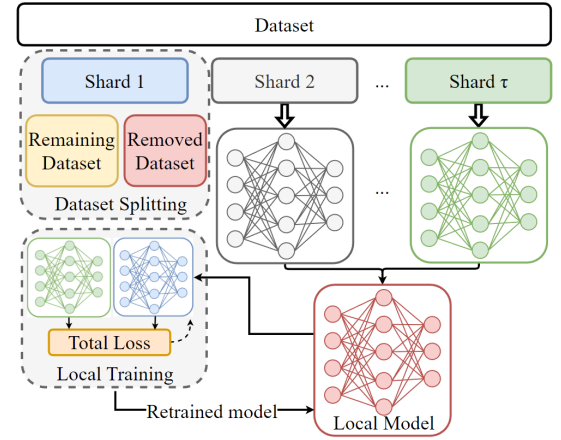 Dataset
Shard 1
Shard 2
...
Shard τ
Remaining
Dataset
Removed
Dataset
Dataset Splitting
...
Total Loss
Local Training
Retrained model
Local Model